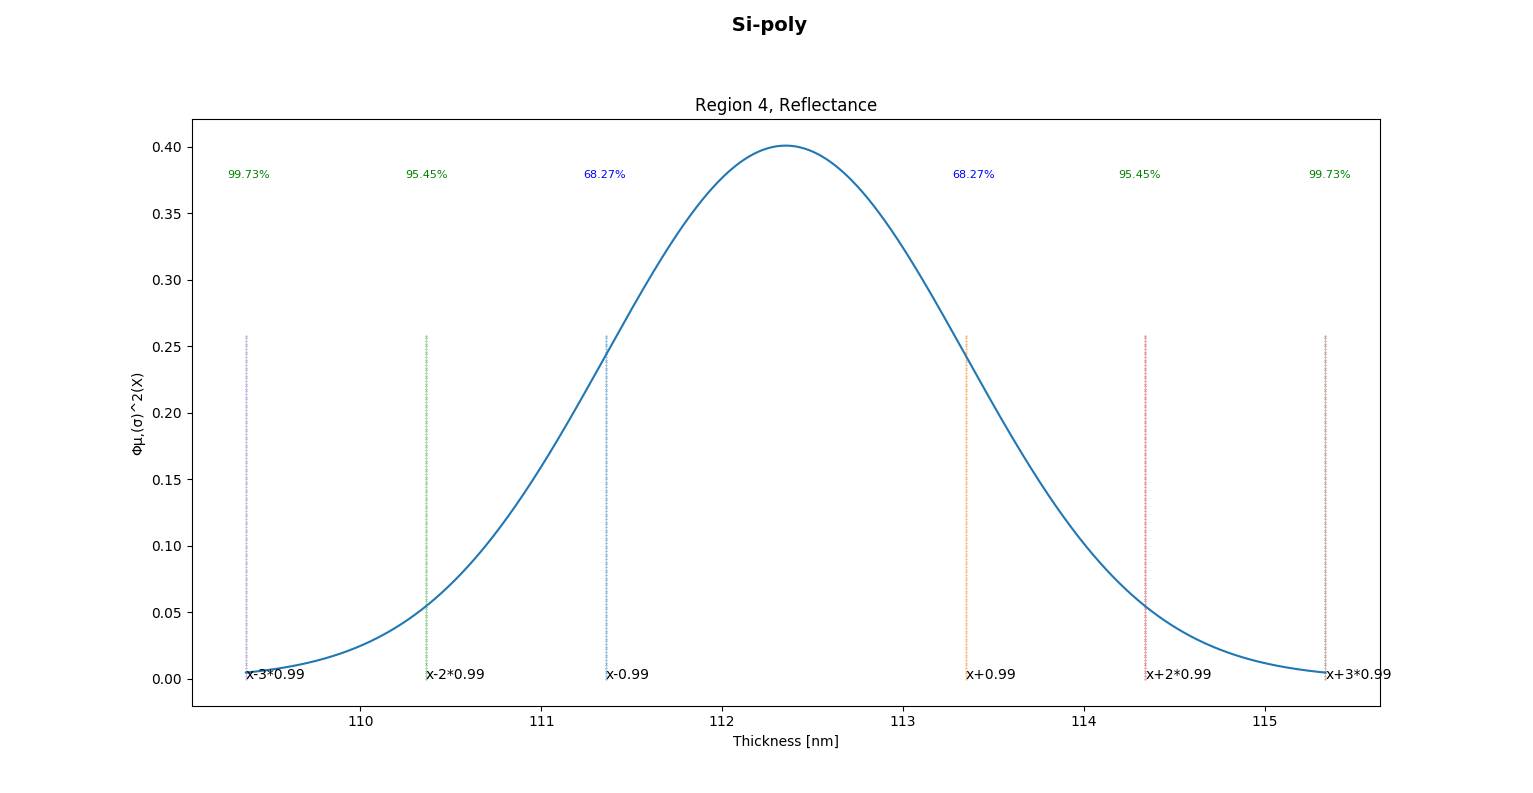 Si-poly
Region 4, Reflectance
0.40
99.73% 95.45% 68.27% 68.27% 95.45% 99.73%
0.35
0.30
0.25
0.20
0.15
0.10
0.05
0.00
Φμ,(σ)^2(X)
x-3*0.99 x-2*0.99 x-0.99 x+0.99 x+2*0.99 x+3*0.99
110 111 112 113 114 115
Thickness [nm]